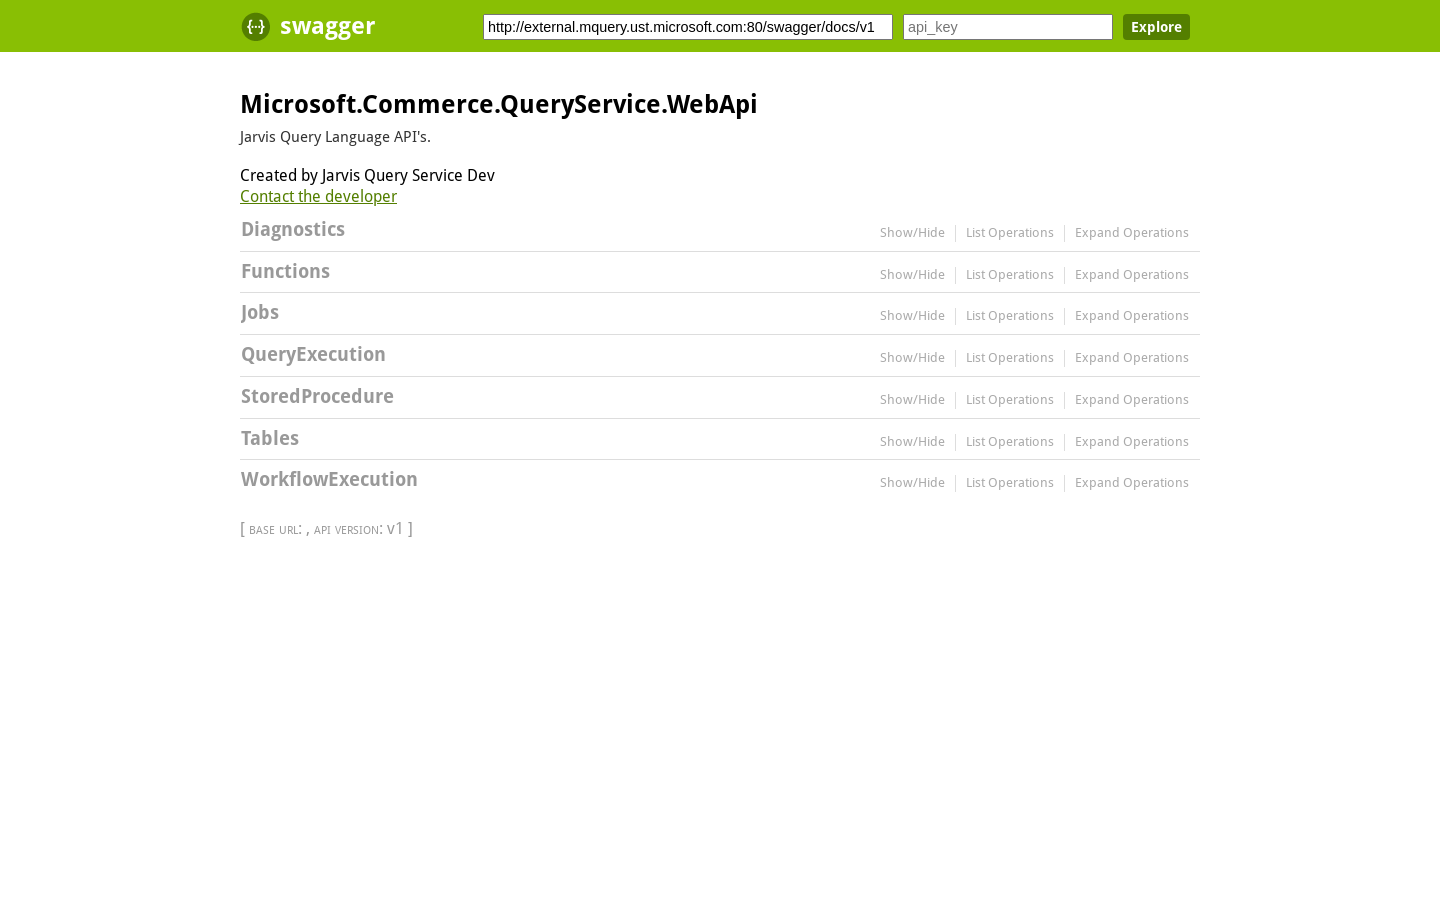 swagger http://external.mquery.ust.microsoft.com:80/swagger/docs/v1 api_key Explore
Microsoft.Commerce.QueryService.WebApi
Jarvis Query Language API's.
Created by Jarvis Query Service Dev
Contact the developer
Diagnostics Show/Hide List Operations Expand Operations
Functions Show/Hide List Operations Expand Operations
Jobs Show/Hide List Operations Expand Operations
QueryExecution Show/Hide List Operations Expand Operations
StoredProcedure Show/Hide List Operations Expand Operations
Tables Show/Hide List Operations Expand Operations
WorkflowExecution Show/Hide List Operations Expand Operations
[ BASE URL: , API VERSION: v1 ]